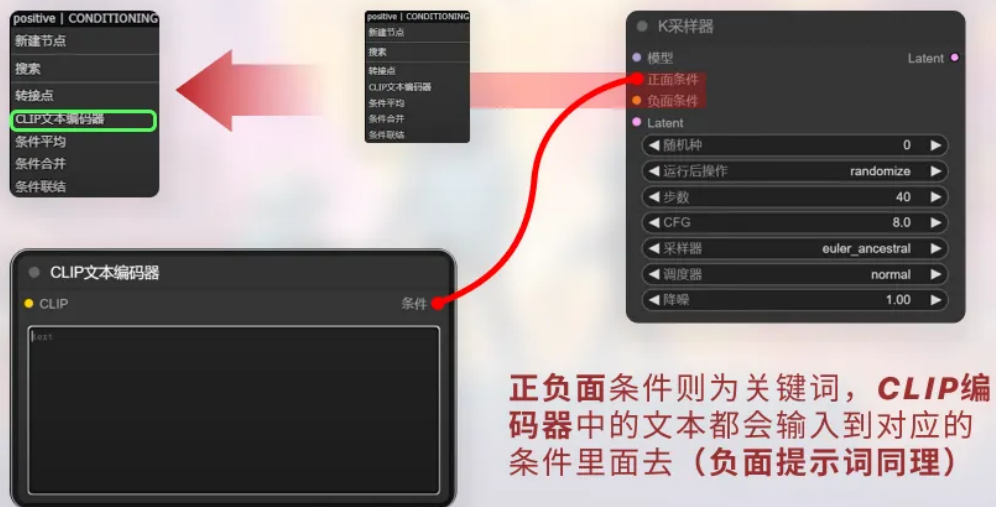 positive | CONDITIONING
新建节点
搜索
转接点
CLIP文本编码器
条件平均
条件合并
条件联结
positive | CONDITIONING
新建节点
搜索
转接点
CLIP文本编码器
条件平均
条件合并
条件联结
K采样器
模型
Latent
正面条件
负面条件
Latent
随机种 0
运行后操作 randomize
步数 40
CFG 8.0
采样器 euler_ancestral
调度器 normal
降噪 1.00
CLIP文本编码器
CLIP
条件
text
正负面条件则为关键词，CLIP编
码器中的文本都会输入到对应的
条件里面去（负面提示词同理）